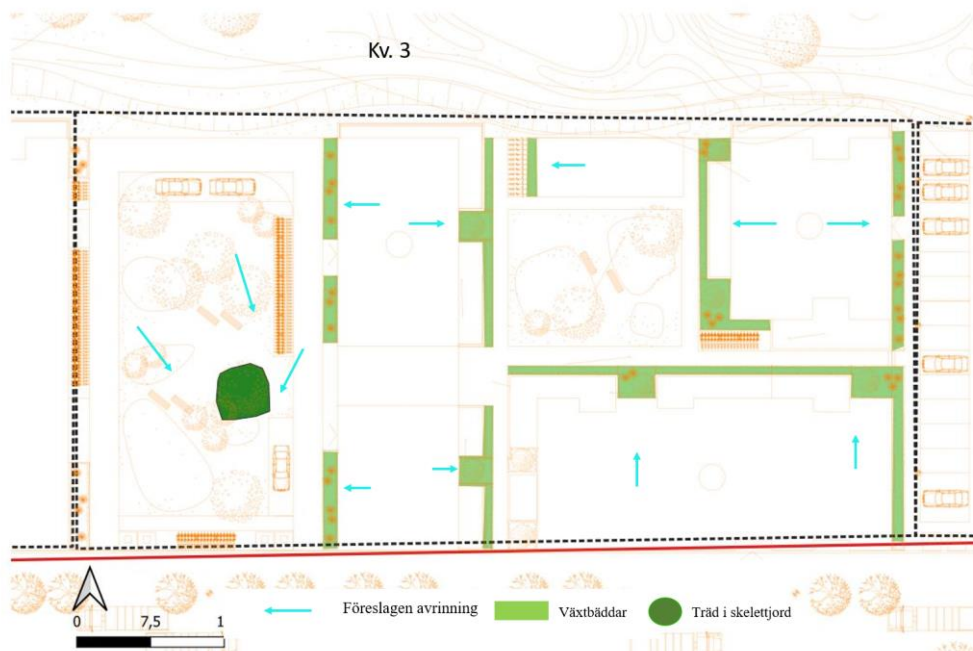 Kv. 3
Föreslagen avrinning
Växtbäddar
Träd i skelettjord
0 7,5 1